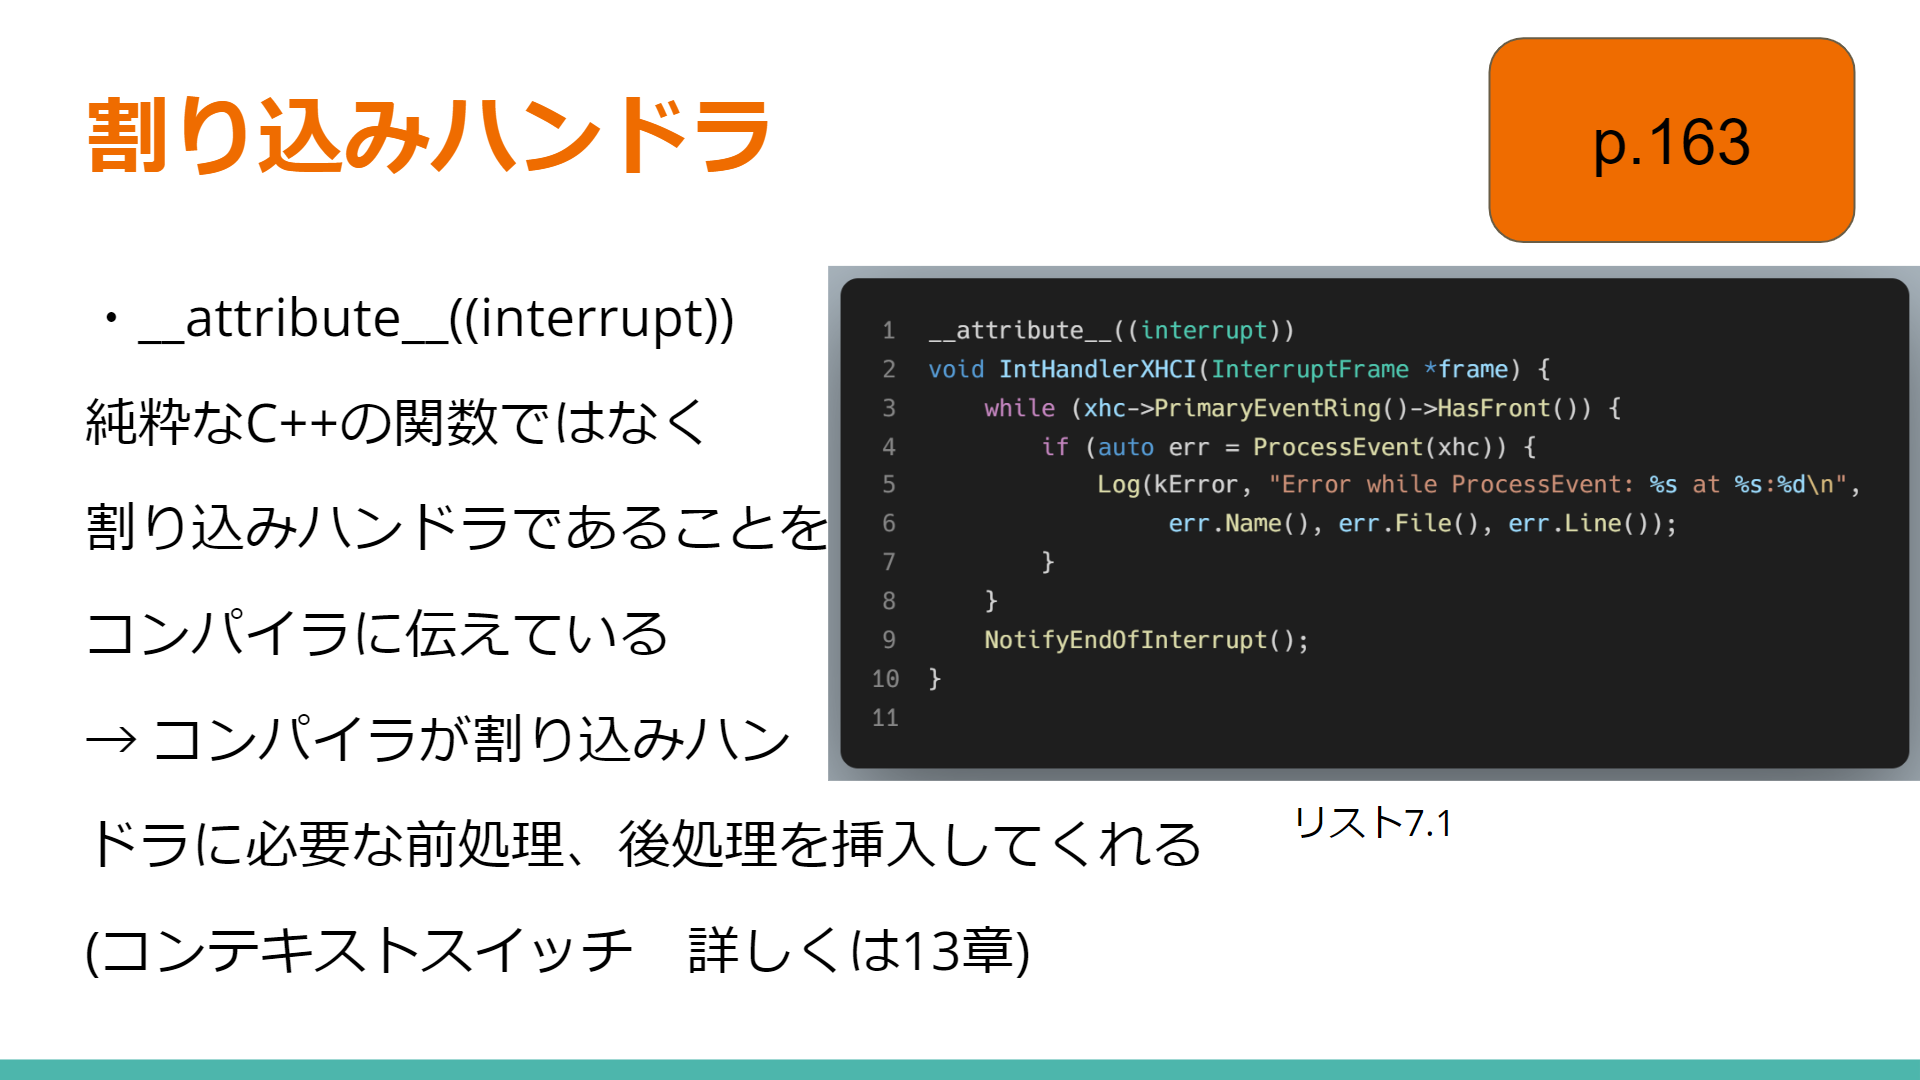 割り込みハンドラ
p.163
・__attribute__((interrupt))
純粋なC++の関数ではなく
割り込みハンドラであることを
コンパイラに伝えている
→ コンパイラが割り込みハン
ドラに必要な前処理、後処理を挿入してくれる
(コンテキストスイッチ　詳しくは13章)
1 __attribute__((interrupt))
2 void IntHandlerXHCI(InterruptFrame *frame) {
3     while (xhc->PrimaryEventRing()->HasFront()) {
4         if (auto err = ProcessEvent(xhc)) {
5             Log(kError, "Error while ProcessEvent: %s at %s:%d\n",
6                  err.Name(), err.File(), err.Line());
7         }
8     }
9     NotifyEndOfInterrupt();
10 }
11
リスト7.1